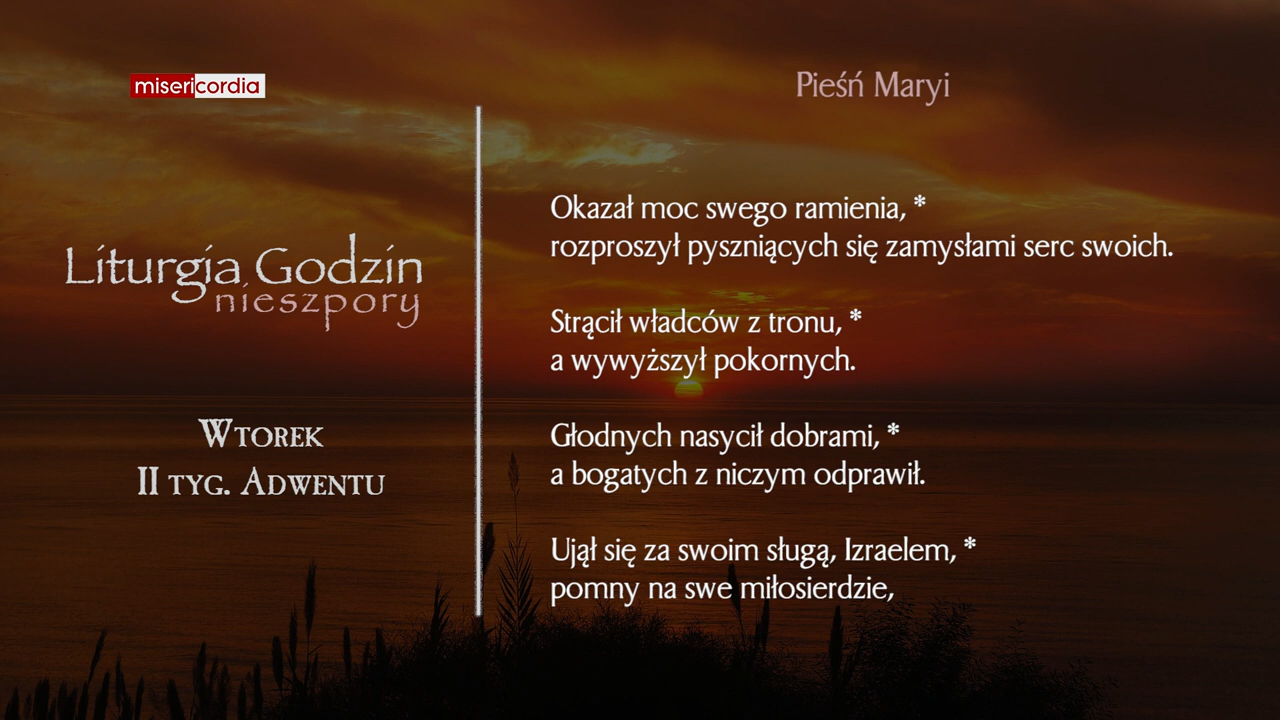 misericordia
Liturgia Godzin
nieszpory
Wtorek
II tyg. Adwentu
Pieśń Maryi
Okazał moc swego ramienia, *
rozproszył pyszniących się zamysłami serc swoich.
Strącił władców z tronu, *
a wywyższył pokornych.
Głodnych nasycił dobrami, *
a bogatych z niczym odprawił.
Ujął się za swoim sługą, Izraelem, *
pomny na swe miłosierdzie,